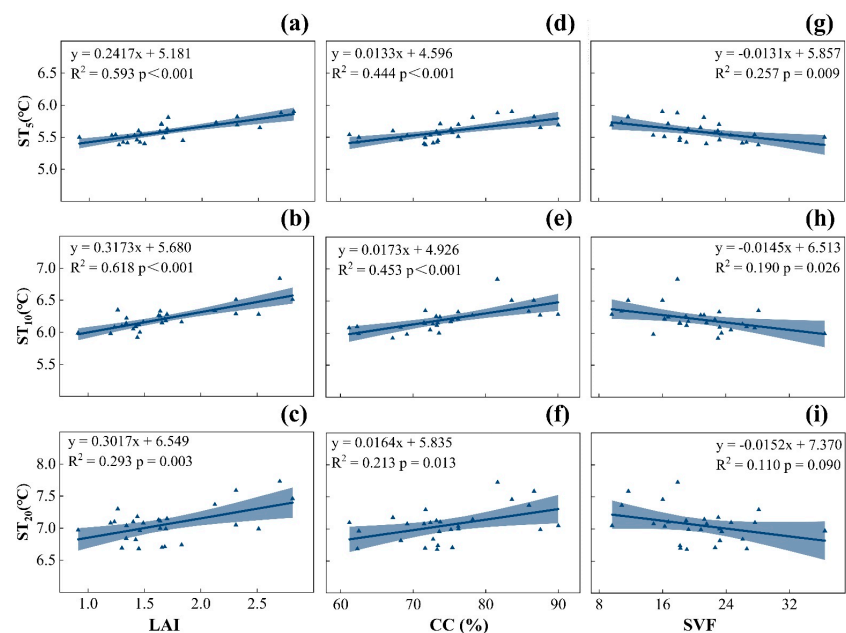 (a)
(d)
(g)
y = 0.2417x + 5.181
R² = 0.593 p<0.001
y = 0.0133x + 4.596
R² = 0.444 p<0.001
y = -0.0131x + 5.857
R² = 0.257 p = 0.009
6.5
6.0
5.5
5.0
ST5(℃)
(b)
(e)
(h)
y = 0.3173x + 5.680
R² = 0.618 p<0.001
y = 0.0173x + 4.926
R² = 0.453 p<0.001
y = -0.0145x + 6.513
R² = 0.190 p = 0.026
7.0
6.5
6.0
5.5
ST10(℃)
(c)
(f)
(i)
y = 0.3017x + 6.549
R² = 0.293 p = 0.003
y = 0.0164x + 5.835
R² = 0.213 p = 0.013
y = -0.0152x + 7.370
R² = 0.110 p = 0.090
8.0
7.5
7.0
6.5
ST20(℃)
1.0 1.5 2.0 2.5
60 70 80 90
8 16 24 32
LAI
CC (%)
SVF